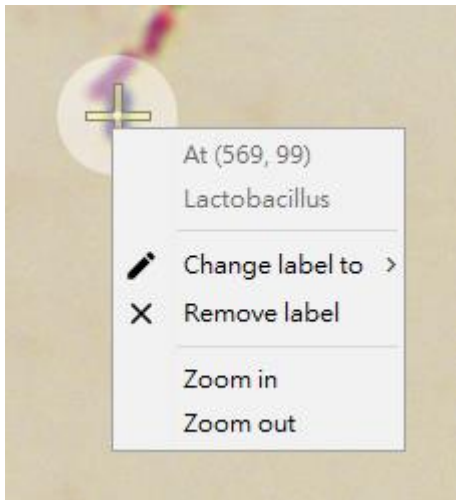 At (569, 99)
Lactobacillus
Change label to
Remove label
Zoom in
Zoom out